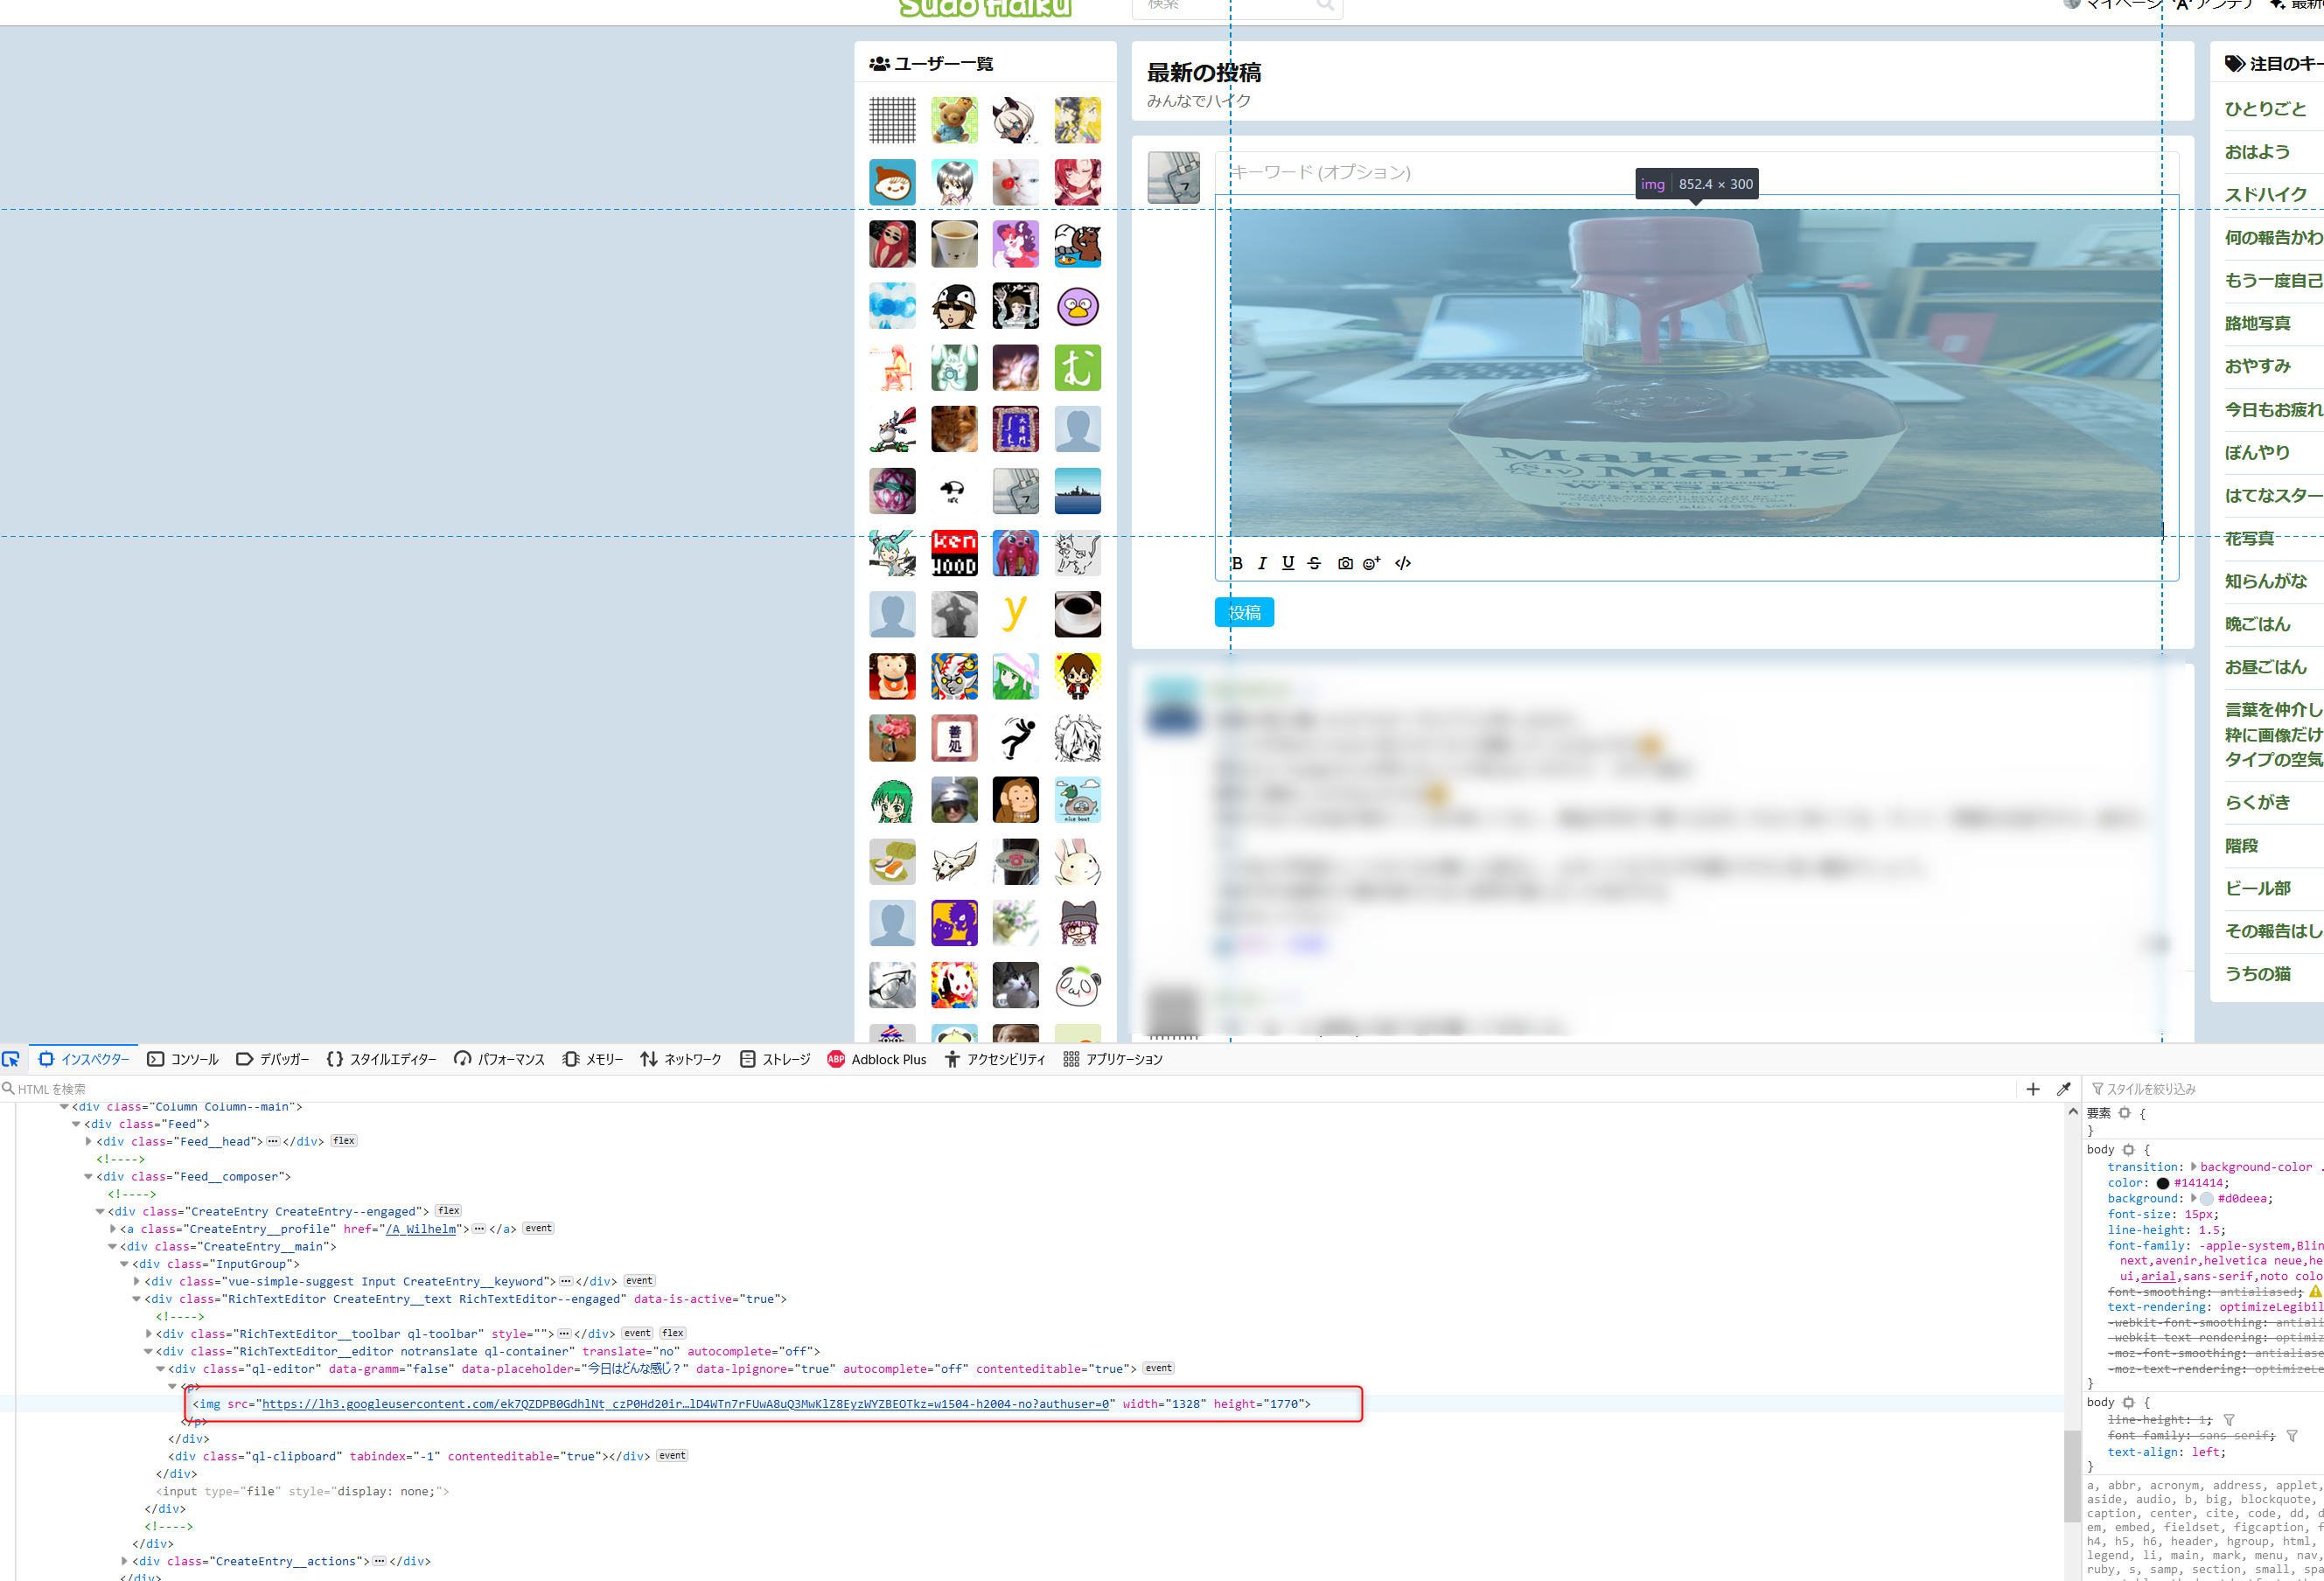 Sudo Haiku
検索
マイページ
アンテナ
ユーザー一覧
最新の投稿
みんなでハイク
キーワード (オプション)
img 852.4 × 300
Maker's
Mark
WHISKY
B I U S </>
投稿
む
ken
WOOD
y
善処
nice boat
注目のキー
ひとりごと
おはよう
スドハイク
何の報告かわ
もう一度自己
路地写真
おやすみ
今日もお疲れ
ぼんやり
はてなスター
花写真
知らんがな
晩ごはん
お昼ごはん
言葉を仲介し
粋に画像だけ
タイプの空気
らくがき
階段
ビール部
その報告はし
うちの猫
インスペクター コンソール デバッガー スタイルエディター パフォーマンス メモリー ネットワーク ストレージ ABP Adblock Plus アクセシビリティ アプリケーション
HTML を検索
<div class="Column Column--main">
<div class="Feed">
<div class="Feed__head">…</div> flex
<!---->
<div class="Feed__composer">
<!---->
<div class="CreateEntry CreateEntry--engaged"> flex
<a class="CreateEntry__profile" href="/A_Wilhelm">…</a> event
<div class="CreateEntry__main">
<div class="InputGroup">
<div class="vue-simple-suggest Input CreateEntry__keyword">…</div> event
<div class="RichTextEditor CreateEntry__text RichTextEditor--engaged" data-is-active="true">
<!---->
<div class="RichTextEditor__toolbar ql-toolbar" style="">…</div> event flex
<div class="RichTextEditor__editor notranslate ql-container" translate="no" autocomplete="off">
<div class="ql-editor" data-gramm="false" data-placeholder="今日はどんな感じ？" data-lpignore="true" autocomplete="off" contenteditable="true"> event
<p>
<img src="https://lh3.googleusercontent.com/ek7QZDPB0GdhlNt_czP0Hd20ir…lD4WTn7rFUwA8uQ3MwKlZ8EyzWYZBEOTkz=w1504-h2004-no?authuser=0" width="1328" height="1770">
</p>
</div>
<div class="ql-clipboard" tabindex="-1" contenteditable="true"></div> event
</div>
<input type="file" style="display: none;">
</div>
<!---->
</div>
<div class="CreateEntry__actions">…</div>
</div>
スタイルを絞り込み
要素 {
}
body {
transition: background-color
color: #141414;
background: #d0deea;
font-size: 15px;
line-height: 1.5;
font-family: -apple-system,Blin
next,avenir,helvetica neue,he
ui,arial,sans-serif,noto colo
font-smoothing: antialiased;
text-rendering: optimizeLegibil
-webkit-font-smoothing: antiali
-webkit-text-rendering: optimiz
-moz-font-smoothing: antialiase
-moz-text-rendering: optimizeLe
}
body {
line-height: 1;
font-family: sans-serif;
text-align: left;
}
a, abbr, acronym, address, applet,
aside, audio, b, big, blockquote,
caption, center, cite, code, dd, d
em, embed, fieldset, figcaption, f
h4, h5, h6, header, hgroup, html,
legend, li, main, mark, menu, nav,
ruby, s, samp, section, small, spa